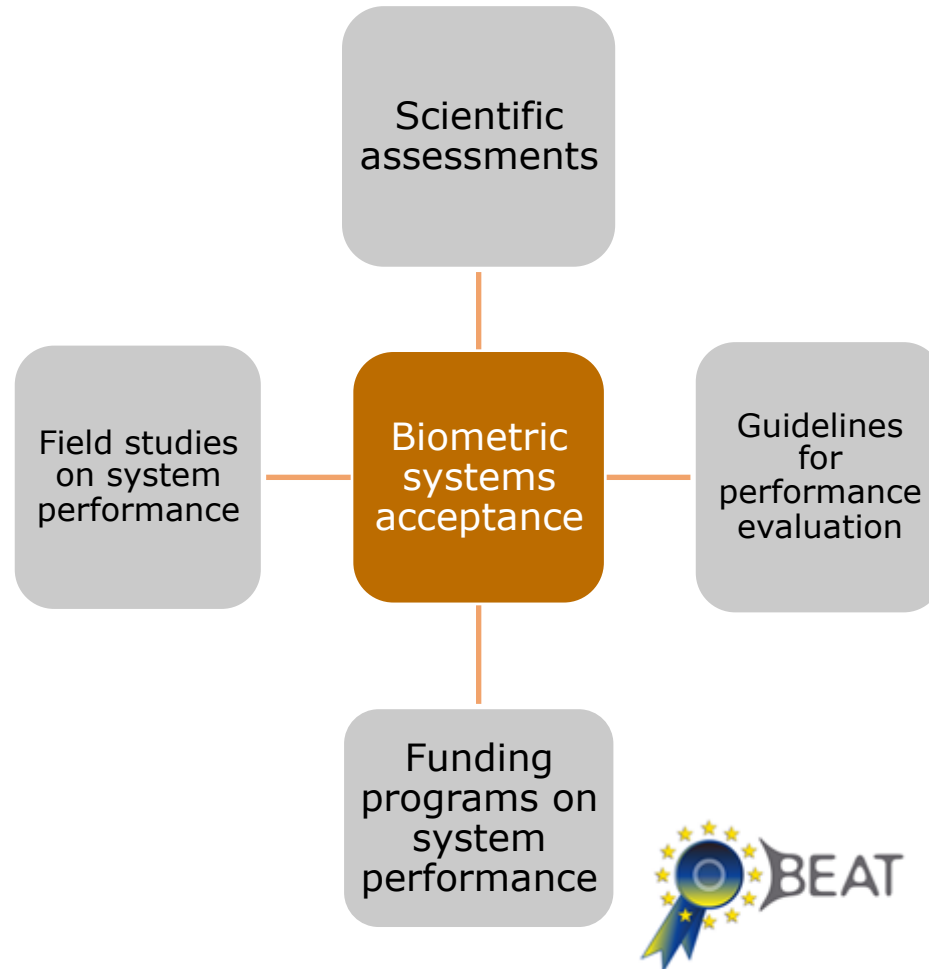 Scientific
assessments
Field studies
on system
performance
Biometric
systems
acceptance
Guidelines
for
performance
evaluation
Funding
programs on
system
performance
BEAT